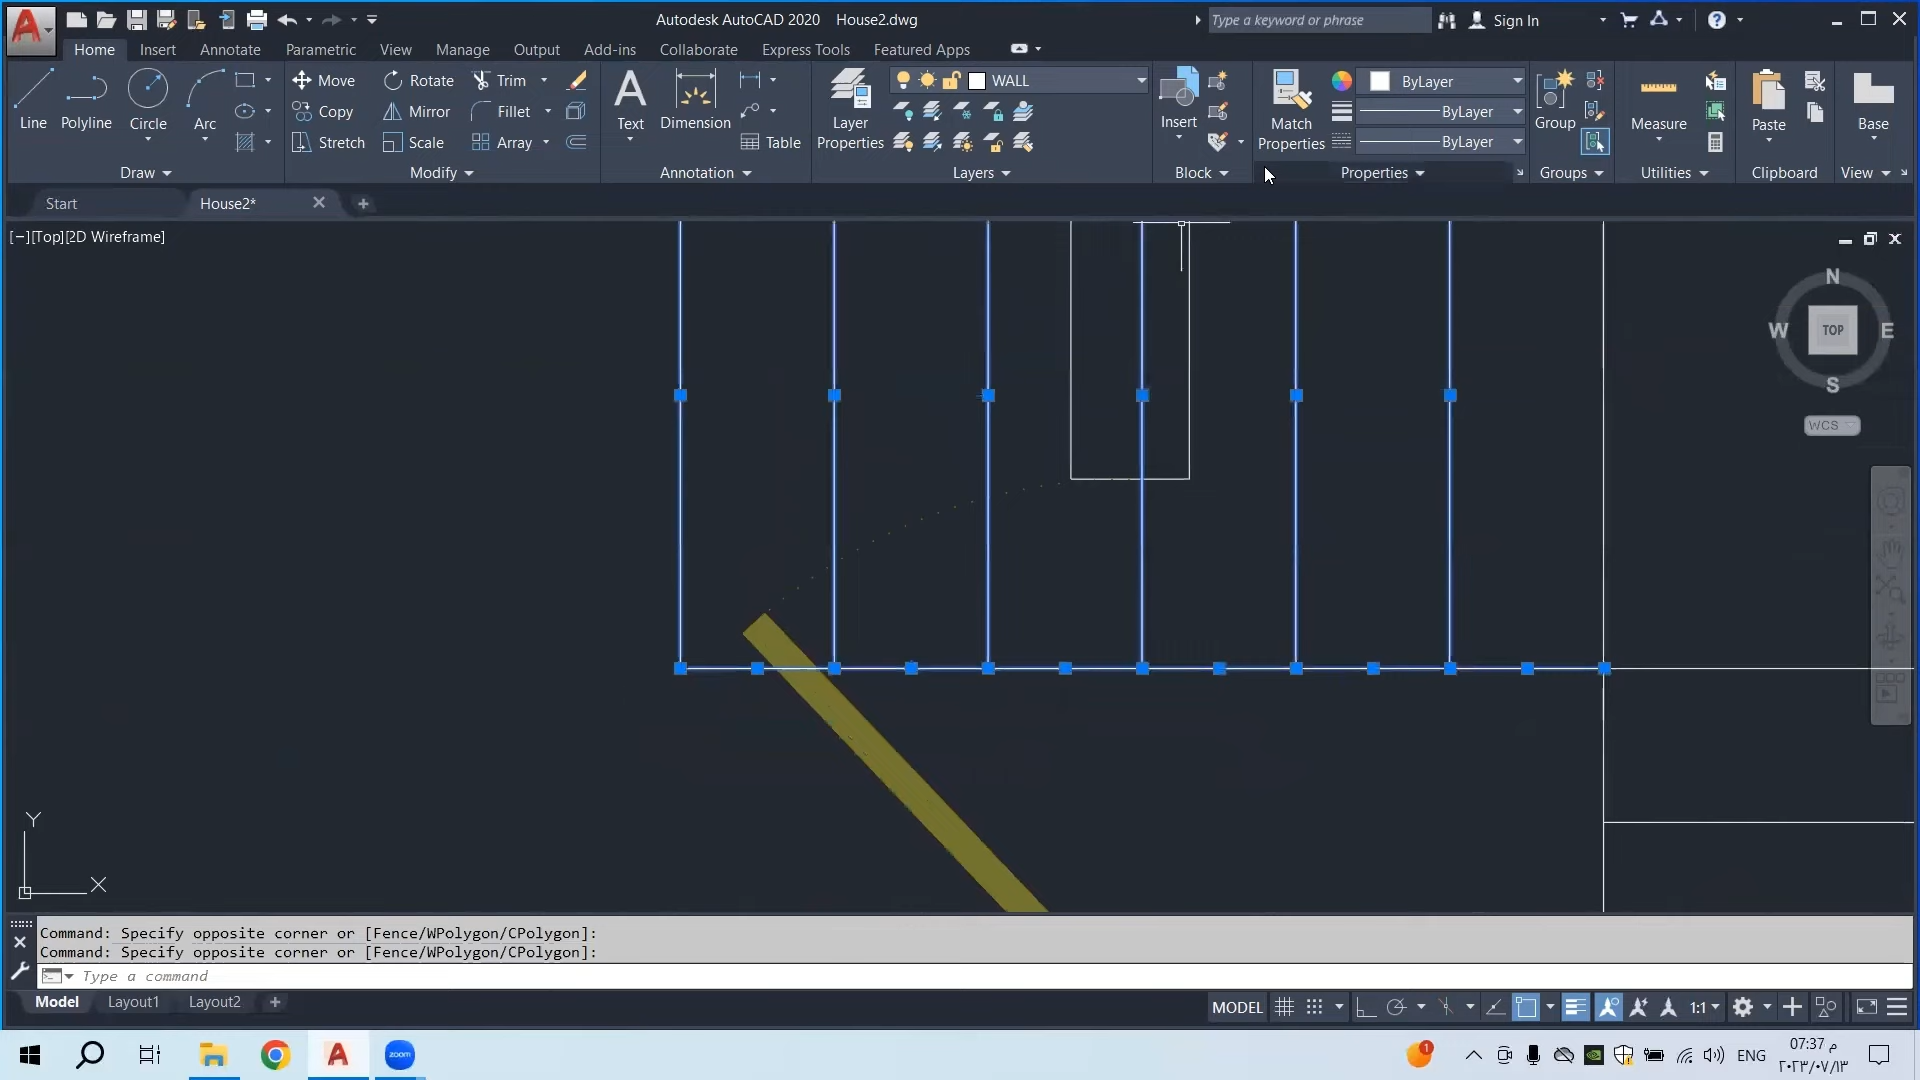 Autodesk AutoCAD 2020 House2.dwg
Type a keyword or phrase
Sign In
Home Insert Annotate Parametric View Manage Output Add-ins Collaborate Express Tools Featured Apps
Line Polyline Circle Arc
Move Rotate Trim
Copy Mirror Fillet
Stretch Scale Array
Text Dimension Table
Layer Properties
WALL
Insert
Match Properties
ByLayer
ByLayer
ByLayer
Group
Measure
Paste
Base
Draw Modify Annotation Layers Block Properties Groups Utilities Clipboard View
Start House2*
[−][Top][2D Wireframe]
N
W TOP E
S
WCS
Y
X
Command: Specify opposite corner or [Fence/WPolygon/CPolygon]:
Command: Specify opposite corner or [Fence/WPolygon/CPolygon]:
Type a command
Model Layout1 Layout2
MODEL 1:1
zoom
1
ENG
07:37 م
٢٠٢٣/٠٧/١٣